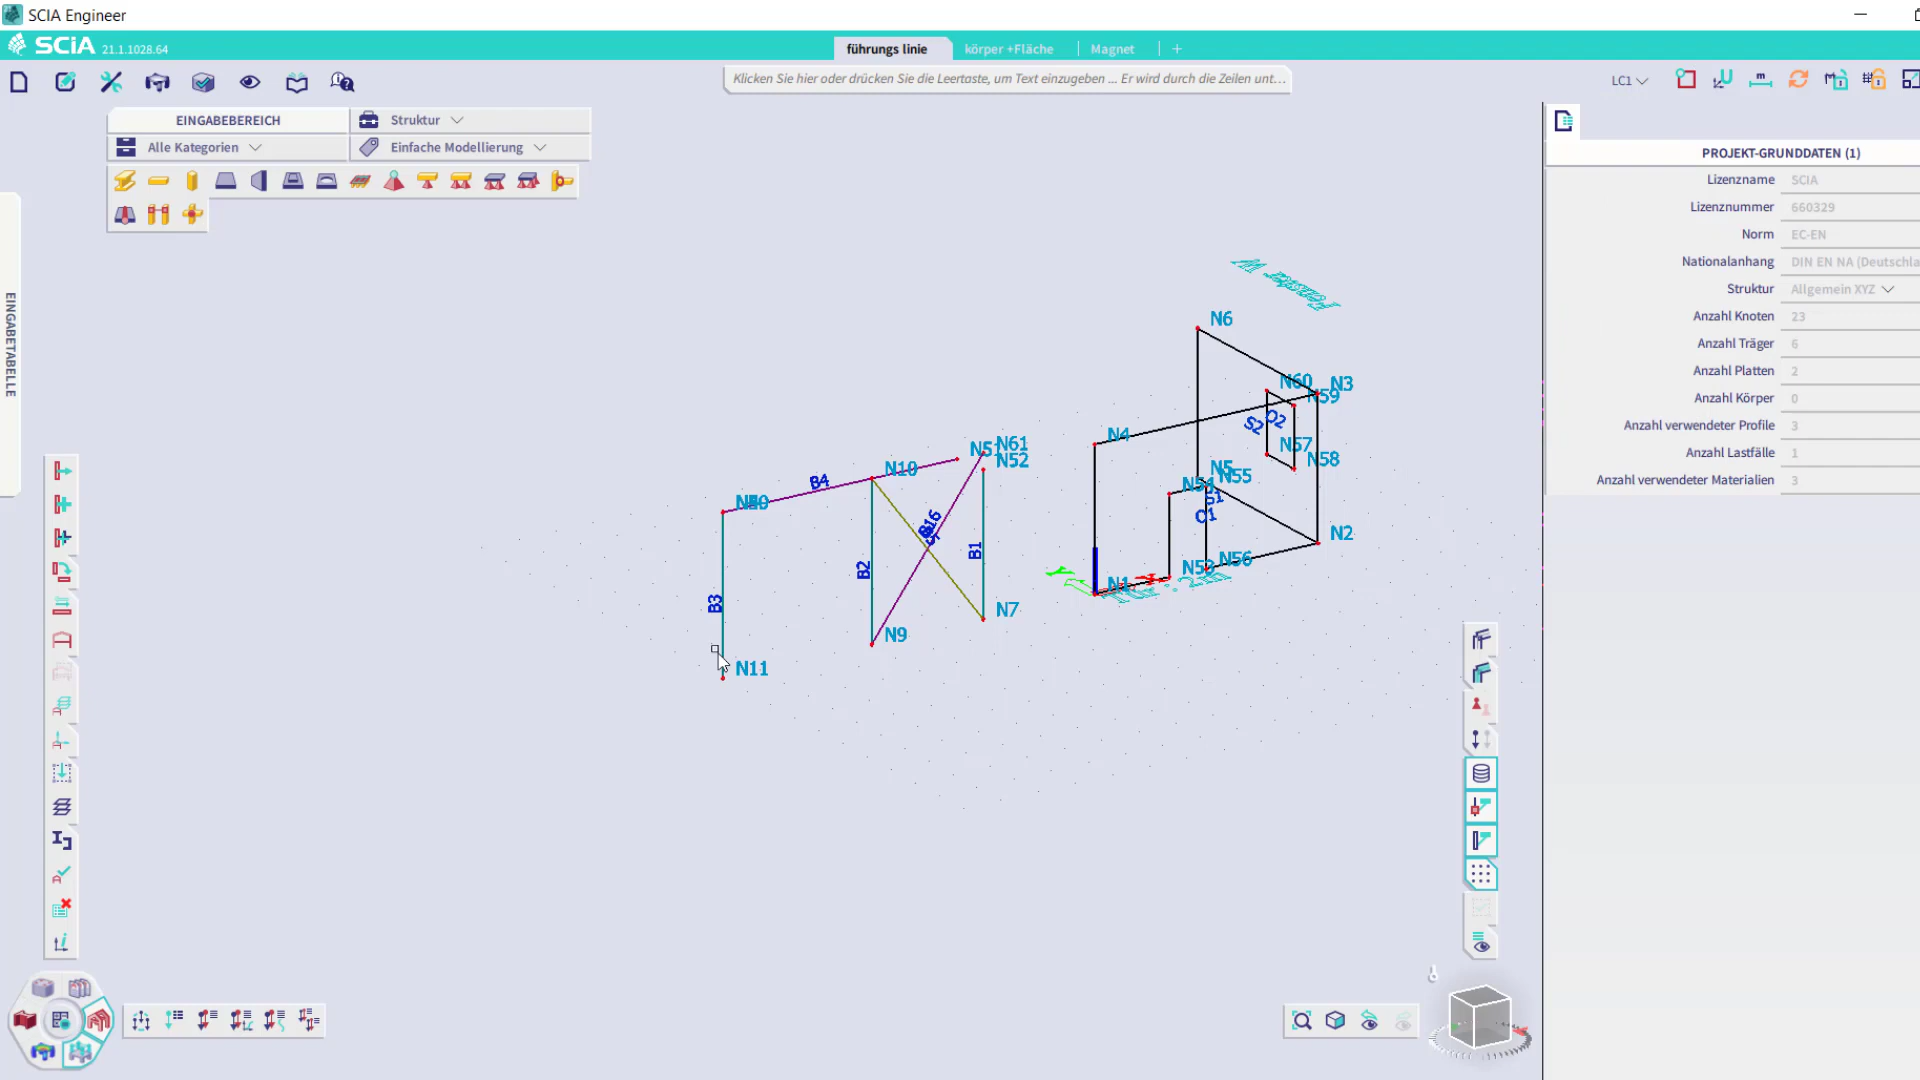 SCIA Engineer
SCiA 21.1.1028.64
führungs linie
körper +Fläche
Magnet
Klicken Sie hier oder drücken Sie die Leertaste, um Text einzugeben ... Er wird durch die Zeilen unt...
LC1
EINGABEBEREICH
Struktur
Alle Kategorien
Einfache Modellierung
EINGABETABELLE
PROJEKT-GRUNDDATEN (1)
Lizenzname SCIA
Lizenznummer 660329
Norm EC-EN
Nationalanhang DIN EN NA (Deutschla
Struktur Allgemein XYZ
Anzahl Knoten 23
Anzahl Träger 6
Anzahl Platten 2
Anzahl Körper 0
Anzahl verwendeter Profile 3
Anzahl Lastfälle 1
Anzahl verwendeter Materialien 3
N6
N60
N3
N59
S2
O2
N4
N57
N58
N61
N52
N10
B4
N5
N55
S1
O1
B2
B1
B3
N2
N56
N53
N1
N7
N9
N11